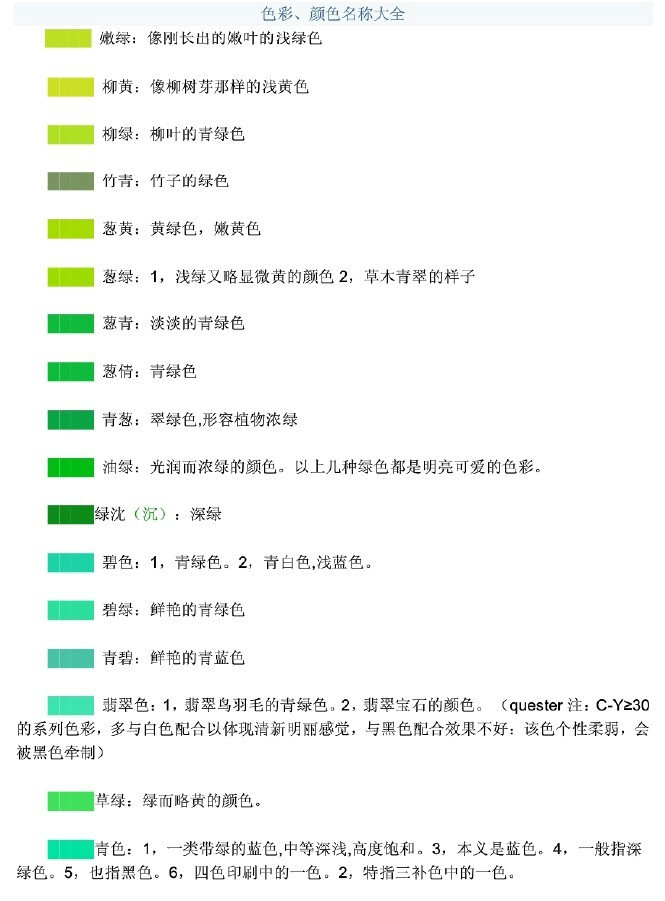 色彩、颜色名称大全
嫩绿：像刚长出的嫩叶的浅绿色
柳黄：像柳树芽那样的浅黄色
柳绿：柳叶的青绿色
竹青：竹子的绿色
葱黄：黄绿色，嫩黄色
葱绿：1，浅绿又略显微黄的颜色 2，草木青翠的样子
葱青：淡淡的青绿色
葱倩：青绿色
青葱：翠绿色,形容植物浓绿
油绿：光润而浓绿的颜色。以上几种绿色都是明亮可爱的色彩。
绿沈（沉）：深绿
碧色：1，青绿色。2，青白色,浅蓝色。
碧绿：鲜艳的青绿色
青碧：鲜艳的青蓝色
翡翠色：1，翡翠鸟羽毛的青绿色。2，翡翠宝石的颜色。（quester 注：C-Y≥30
的系列色彩，多与白色配合以体现清新明丽感觉，与黑色配合效果不好：该色个性柔弱，会
被黑色牵制）
草绿：绿而略黄的颜色。
青色：1，一类带绿的蓝色,中等深浅,高度饱和。3，本义是蓝色。4，一般指深
绿色。5，也指黑色。6，四色印刷中的一色。2，特指三补色中的一色。